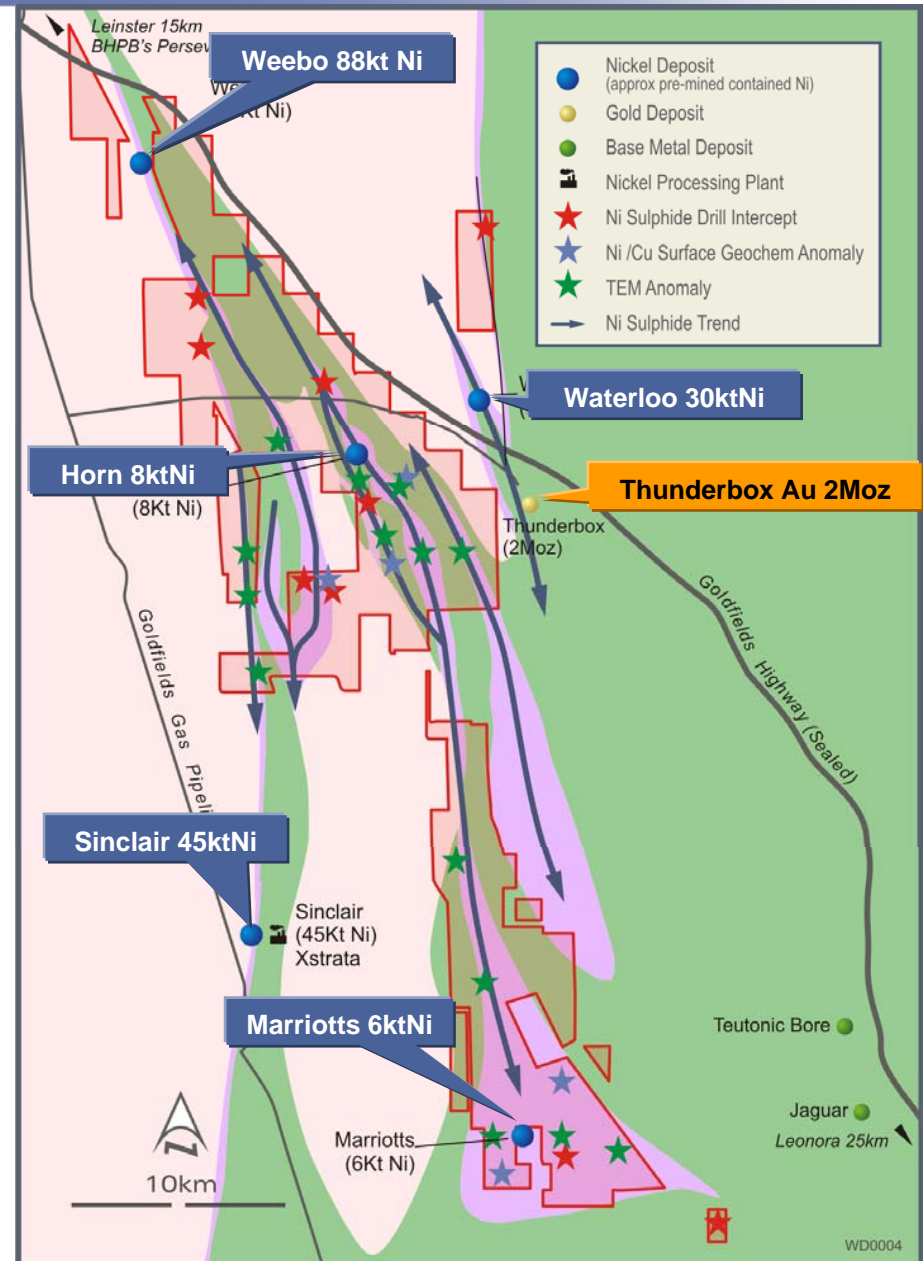 Leinster 15km
BHPB's
Weebo 88kt Ni
Ni)
Nickel Deposit
(approx pre-mined contained Ni)
Gold Deposit
Base Metal Deposit
Nickel Processing Plant
Ni Sulphide Drill Intercept
Ni /Cu Surface Geochem Anomaly
TEM Anomaly
Ni Sulphide Trend
Waterloo 30ktNi
Horn 8ktNi
(8Kt Ni)
Thunderbox Au 2Moz
Thunderbox
(2Moz)
Goldfields Gas
Goldfields Highway (Sealed)
Sinclair 45ktNi
Sinclair
(45Kt Ni)
Xstrata
Marriotts 6ktNi
Teutonic Bore
Jaguar
Leonora 25km
Marriotts
(6Kt Ni)
N
10km
WD0004